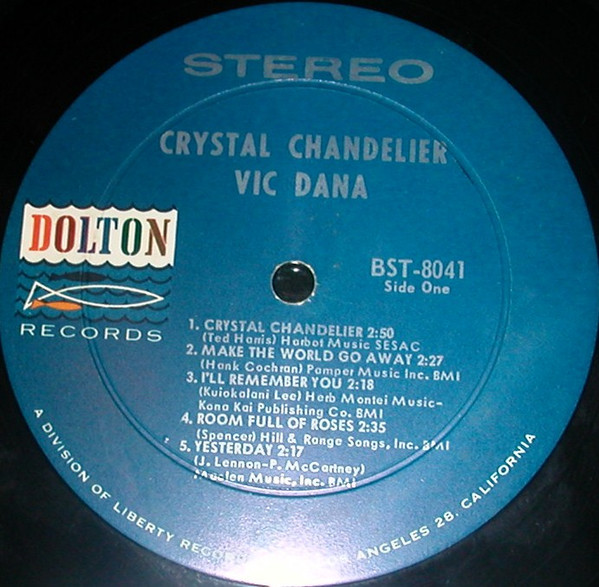 STEREO
CRYSTAL CHANDELIER
VIC DANA
DOLTON
RECORDS
BST-8041
Side One
1. CRYSTAL CHANDELIER 2:50
(Ted Harris) Harbot Music SESAC
2. MAKE THE WORLD GO AWAY 2:27
(Hank Cochran) Pamper Music Inc. BMI
3. I'LL REMEMBER YOU 2:18
(Kuiokalani Lee) Herb Montei Music-
Kona Kai Publishing Co. BMI
4. ROOM FULL OF ROSES 2:35
(Spencer) Hill & Range Songs, Inc. BMI
5. YESTERDAY 2:17
(J. Lennon-P. McCartney)
Maclen Music, Inc. BMI
A DIVISION OF LIBERTY RECORDS ANGELES 28, CALIFORNIA